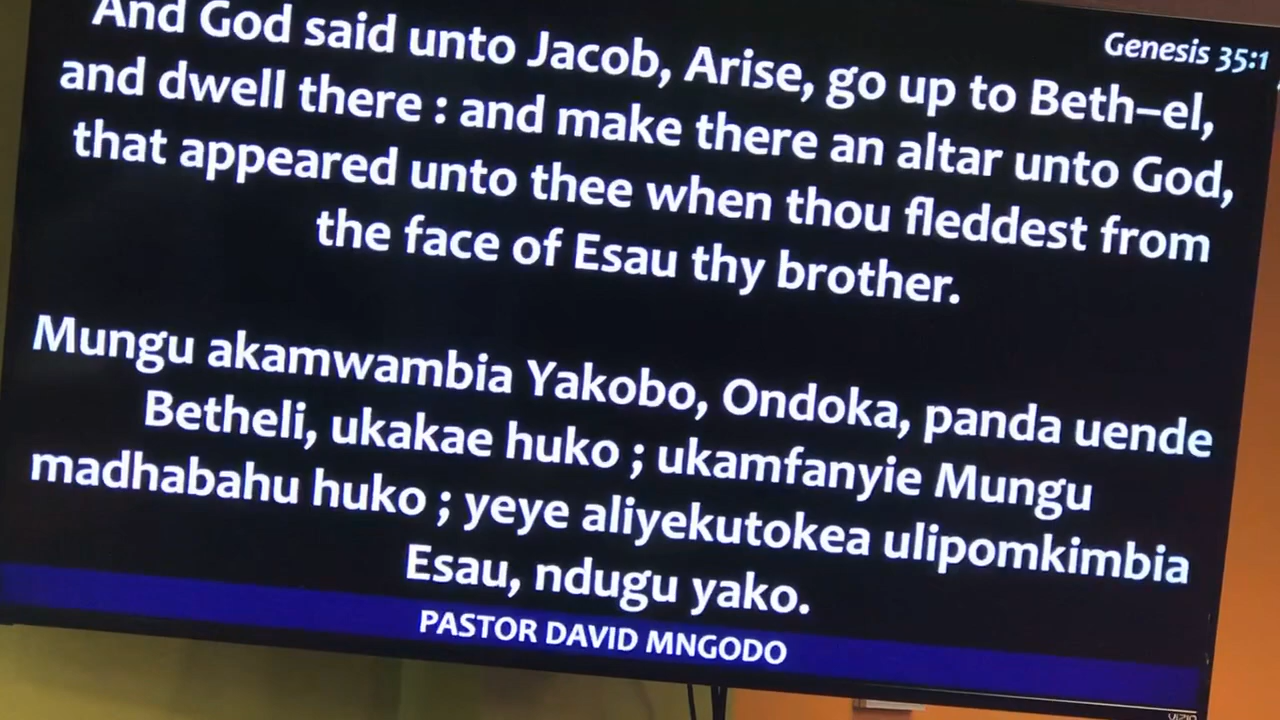 Genesis 35:1
And God said unto Jacob, Arise, go up to Beth–el,
and dwell there : and make there an altar unto God,
that appeared unto thee when thou fleddest from
the face of Esau thy brother.
Mungu akamwambia Yakobo, Ondoka, panda uende
Betheli, ukakae huko ; ukamfanyie Mungu
madhabahu huko ; yeye aliyekutokea ulipomkimbia
Esau, ndugu yako.
PASTOR DAVID MNGODO
VIZIO